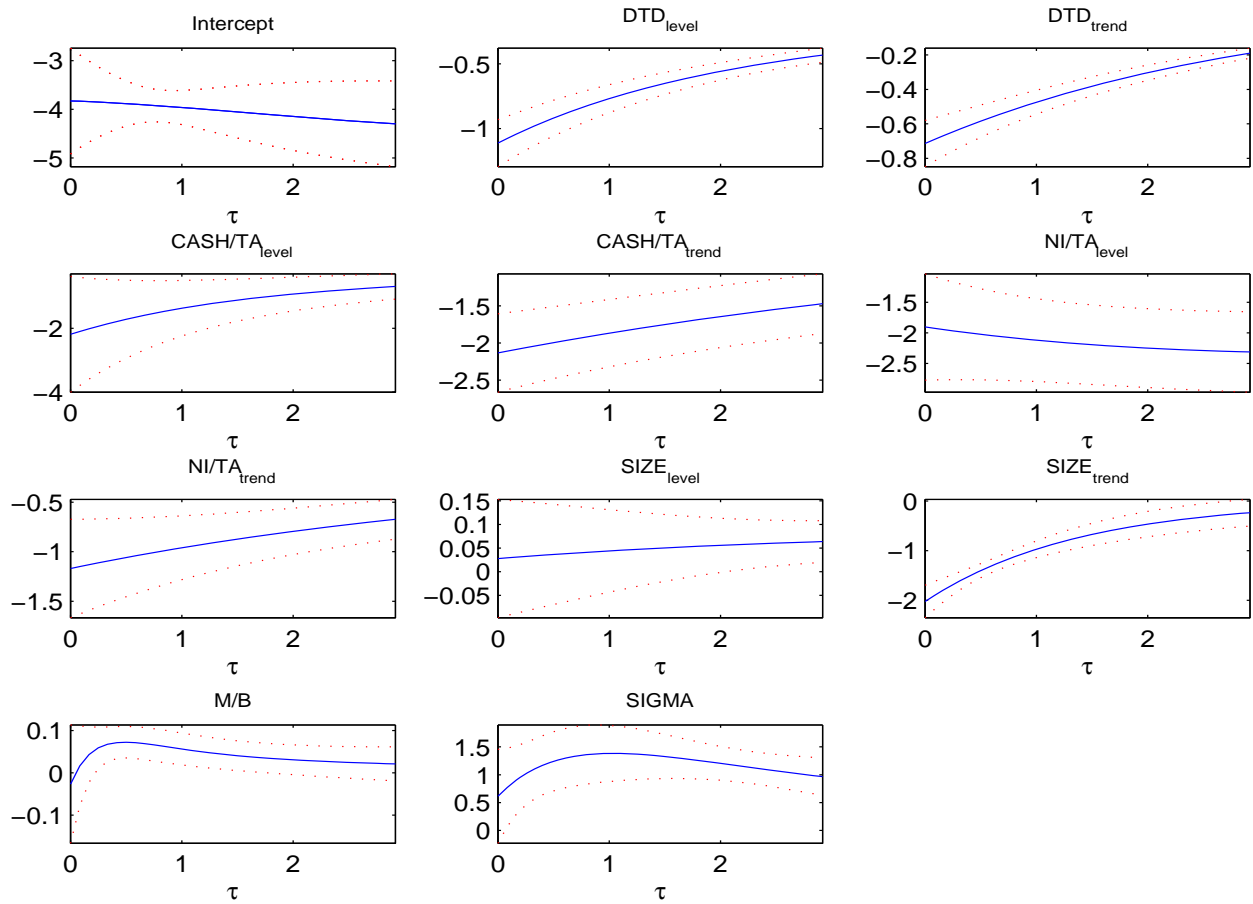 Intercept
−3
−4
−5
0 1 2
τ
DTD_level
−0.5
−1
0 1 2
τ
DTD_trend
−0.2
−0.4
−0.6
−0.8
0 1 2
τ
CASH/TA_level
−2
−4
0 1 2
τ
CASH/TA_trend
−1.5
−2
−2.5
0 1 2
τ
NI/TA_level
−1.5
−2
−2.5
0 1 2
τ
NI/TA_trend
−0.5
−1
−1.5
0 1 2
τ
SIZE_level
0.15
0.1
0.05
0
−0.05
0 1 2
τ
SIZE_trend
0
−1
−2
0 1 2
τ
M/B
0.1
0
−0.1
0 1 2
τ
SIGMA
1.5
1
0.5
0
0 1 2
τ